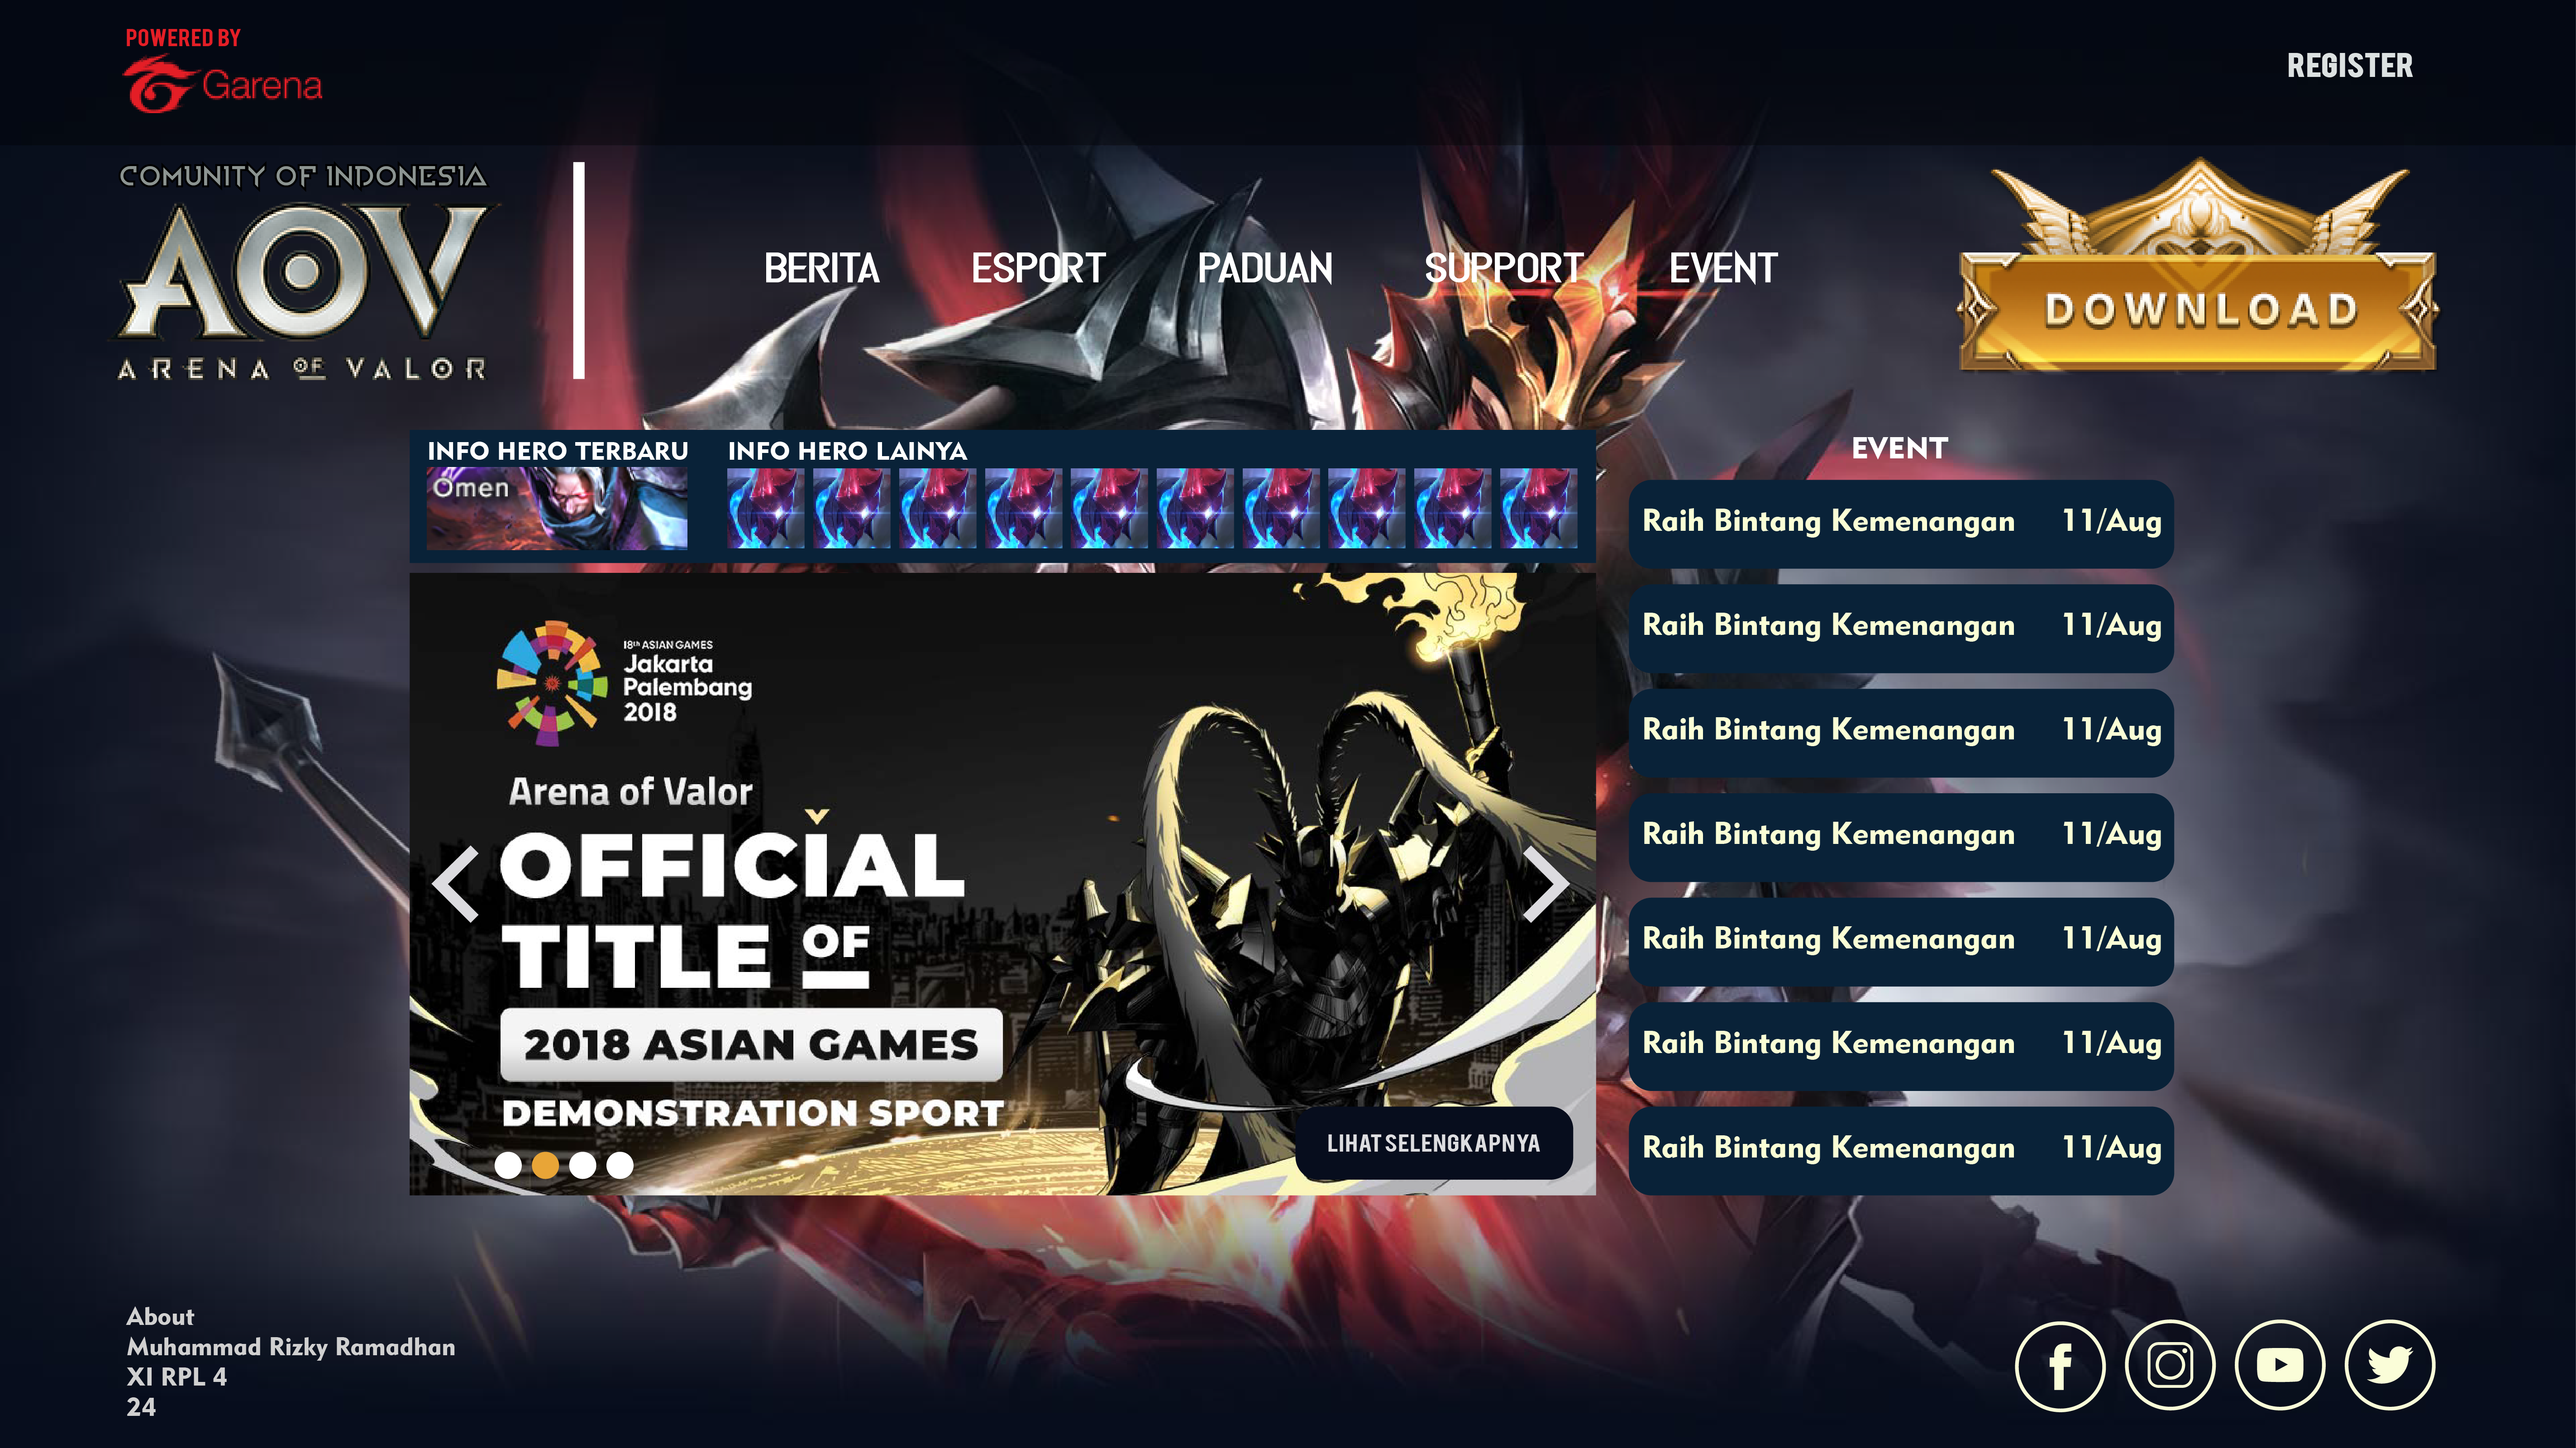 POWERED BY
Garena
REGISTER
COMUNITY OF INDONESIA
AOV
ARENA OF VALOR
BERITA ESPORT PADUAN SUPPORT EVENT
DOWNLOAD
INFO HERO TERBARU
Omen
INFO HERO LAINYA
18th ASIAN GAMES
Jakarta
Palembang
2018
Arena of Valor
OFFICIAL
TITLE OF
2018 ASIAN GAMES
DEMONSTRATION SPORT
LIHAT SELENGKAPNYA
EVENT
Raih Bintang Kemenangan 11/Aug
Raih Bintang Kemenangan 11/Aug
Raih Bintang Kemenangan 11/Aug
Raih Bintang Kemenangan 11/Aug
Raih Bintang Kemenangan 11/Aug
Raih Bintang Kemenangan 11/Aug
Raih Bintang Kemenangan 11/Aug
About
Muhammad Rizky Ramadhan
XI RPL 4
24